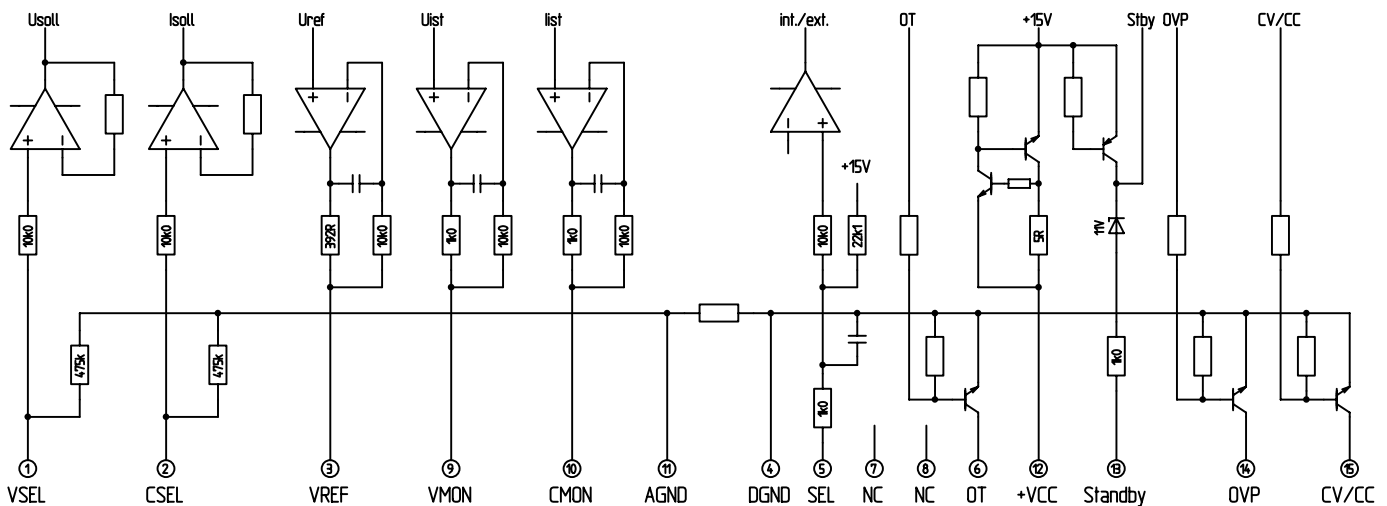 Usoll Isoll Uref Uist Iist int./ext. OT +15V Stby OVP CV/CC
+ − + − + − + − + − − +
+15V
10k0 10k0 392R 10k0 1k0 10k0 1k0 10k0 10k0 22k1 5R 11V
475k 475k 1k0 1k0
1 2 3 9 10 11 4 5 7 8 6 12 13 14 15
VSEL CSEL VREF VMON CMON AGND DGND SEL NC NC OT +VCC Standby OVP CV/CC